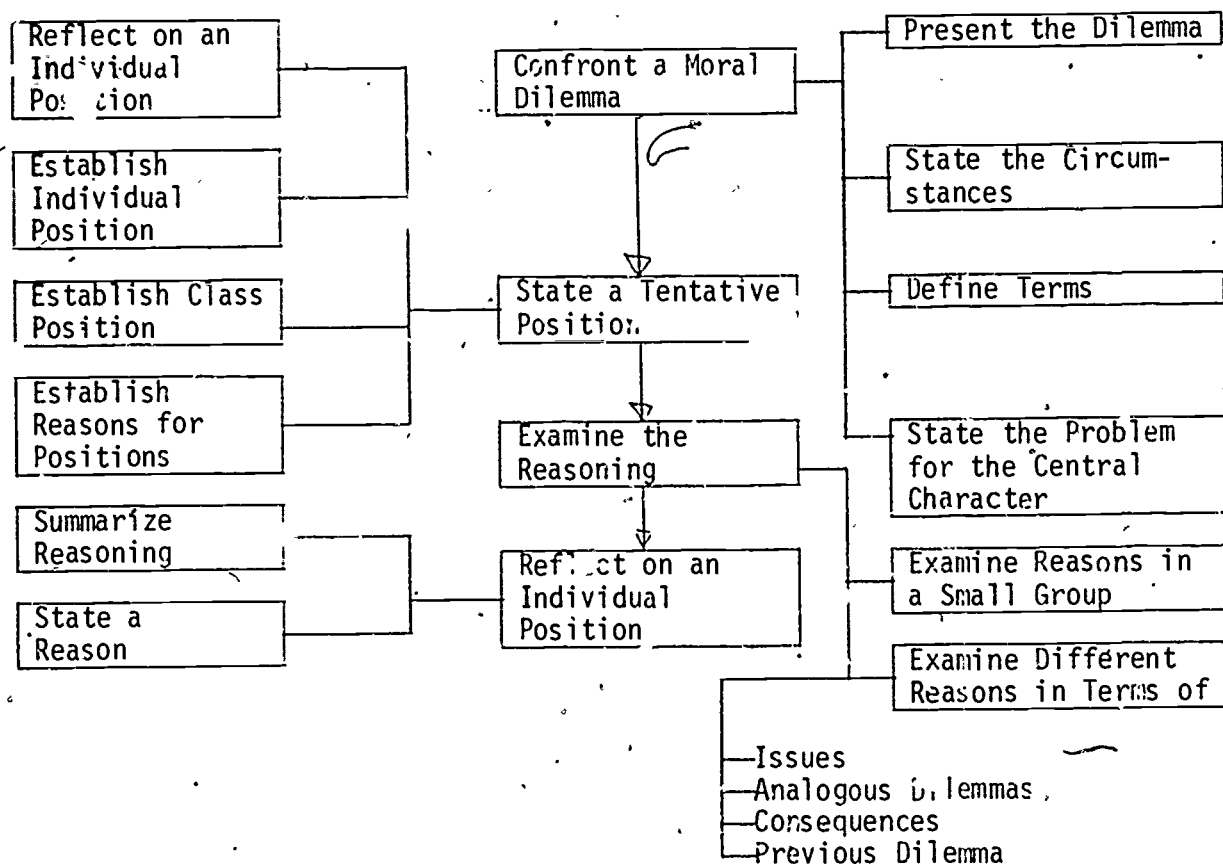 Reflect on an
Individual
Position
Establish
Individual
Position
Establish Class
Position
Establish
Reasons for
Positions
Summarize
Reasoning
State a
Reason
Confront a Moral
Dilemma
State a Tentative
Position
Examine the
Reasoning
Reflect on an
Individual
Position
Present the Dilemma
State the Circum-
stances
Define Terms
State the Problem
for the Central
Character
Examine Reasons in
a Small Group
Examine Different
Reasons in Terms of
Issues
Analogous Dilemmas
Consequences
Previous Dilemma